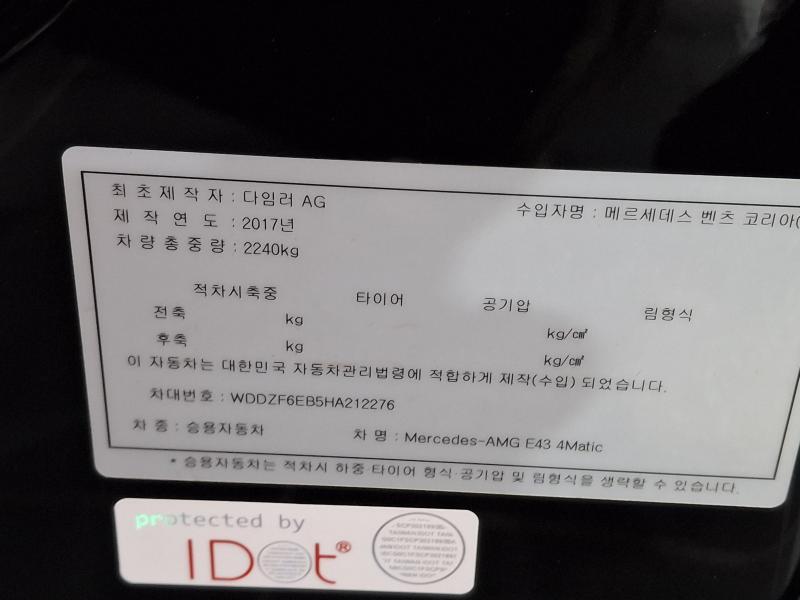 최초제작자 : 다임러 AG
수입자명 : 메르세데스 벤츠 코리아(
제 작 연 도 : 2017년
차량총중량 : 2240kg
적차시축중 타이어 공기압 림형식
전축 kg kg/㎠
후축 kg kg/㎠
이 자동차는 대한민국 자동차관리법령에 적합하게 제작(수입) 되었습니다.
차대번호 : WDDZF6EB5HA212276
차 종 : 승용자동차 차 명 : Mercedes-AMG E43 4Matic
* 승용자동차는 적차시 하중·타이어 형식·공기압 및 림형식을 생략할 수 있습니다.
protected by
IDOt®